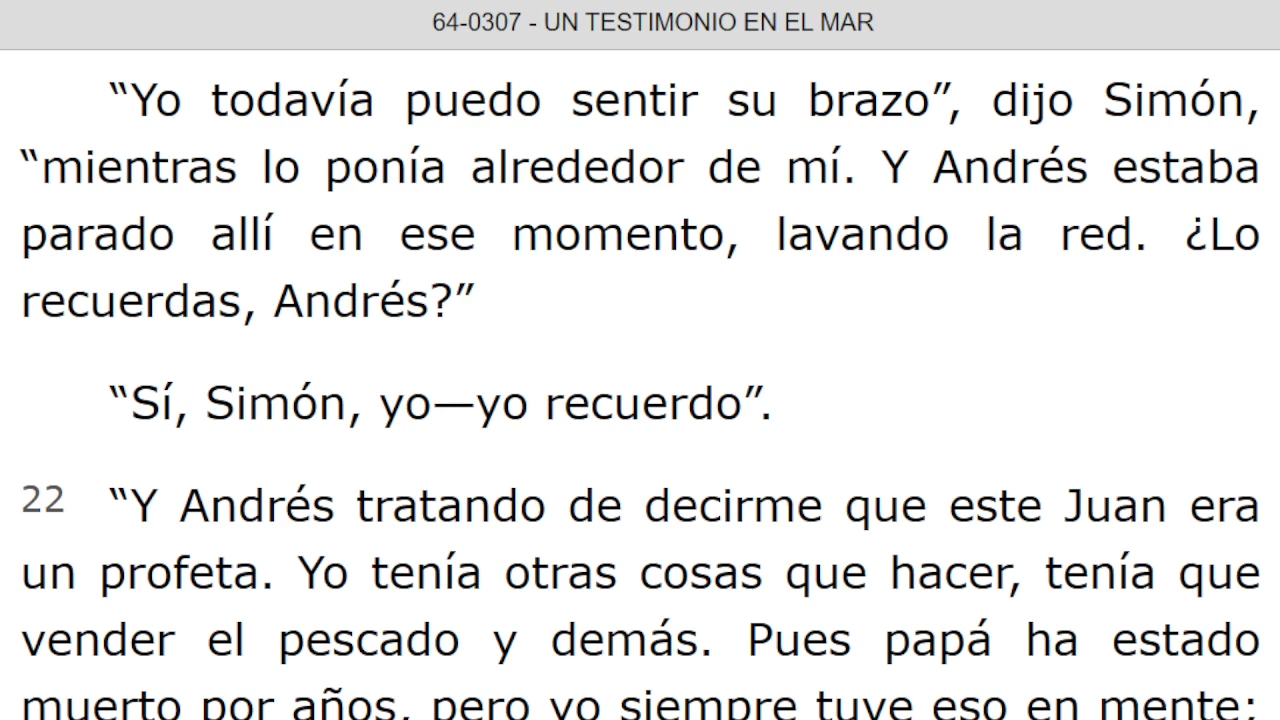 64-0307 - UN TESTIMONIO EN EL MAR
“Yo todavía puedo sentir su brazo”, dijo Simón,
“mientras lo ponía alrededor de mí. Y Andrés estaba
parado allí en ese momento, lavando la red. ¿Lo
recuerdas, Andrés?”
“Sí, Simón, yo—yo recuerdo”.
22 “Y Andrés tratando de decirme que este Juan era
un profeta. Yo tenía otras cosas que hacer, tenía que
vender el pescado y demás. Pues papá ha estado
muerto por años, pero yo siempre tuve eso en mente: